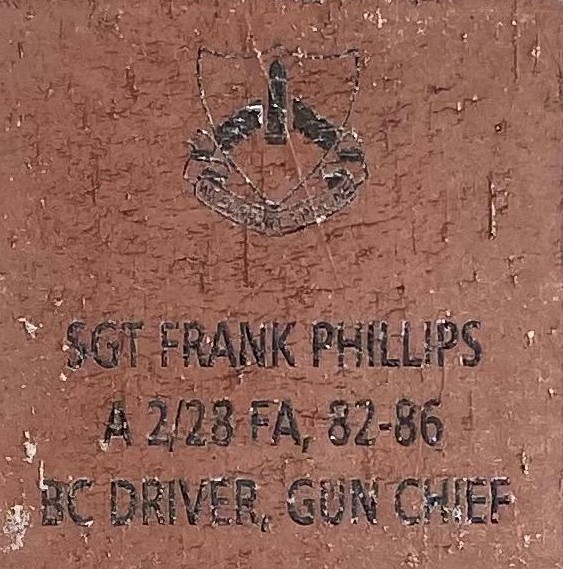 SGT FRANK PHILLIPS
A 2/28 FA, 82-86
BC DRIVER, GUN CHIEF